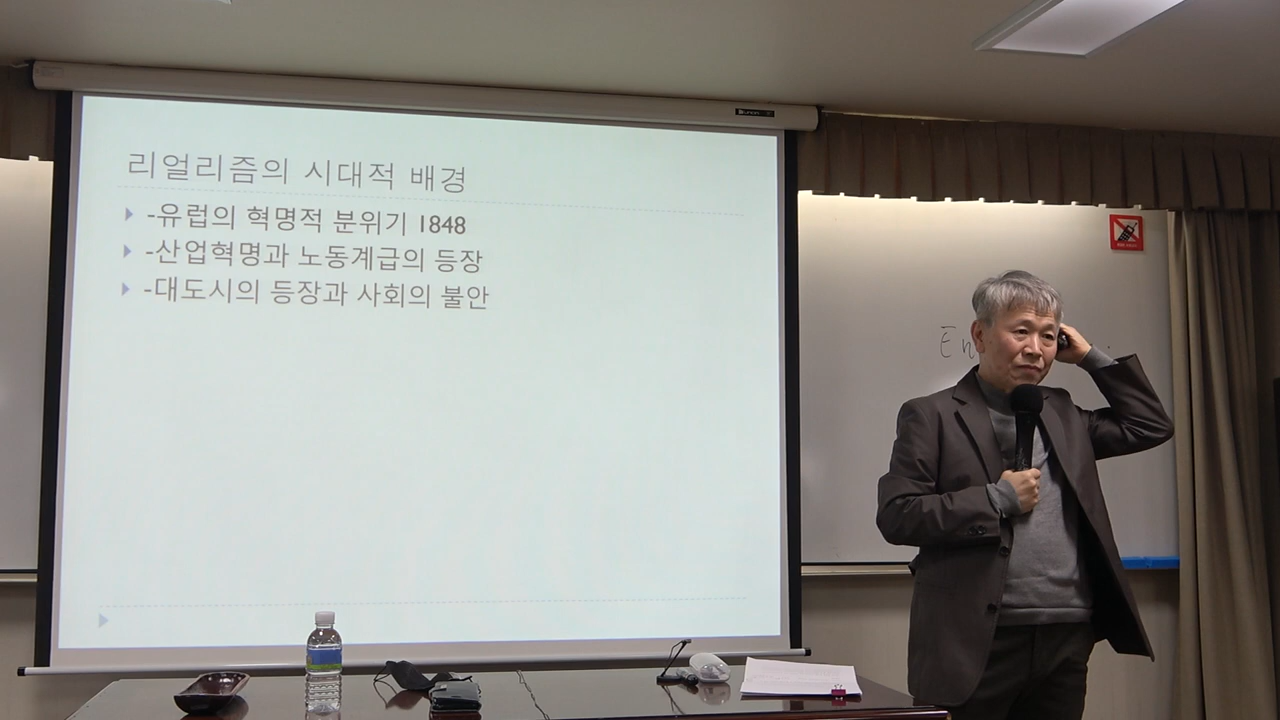 리얼리즘의 시대적 배경
-유럽의 혁명적 분위기 1848
-산업혁명과 노동계급의 등장
-대도시의 등장과 사회의 불안
En